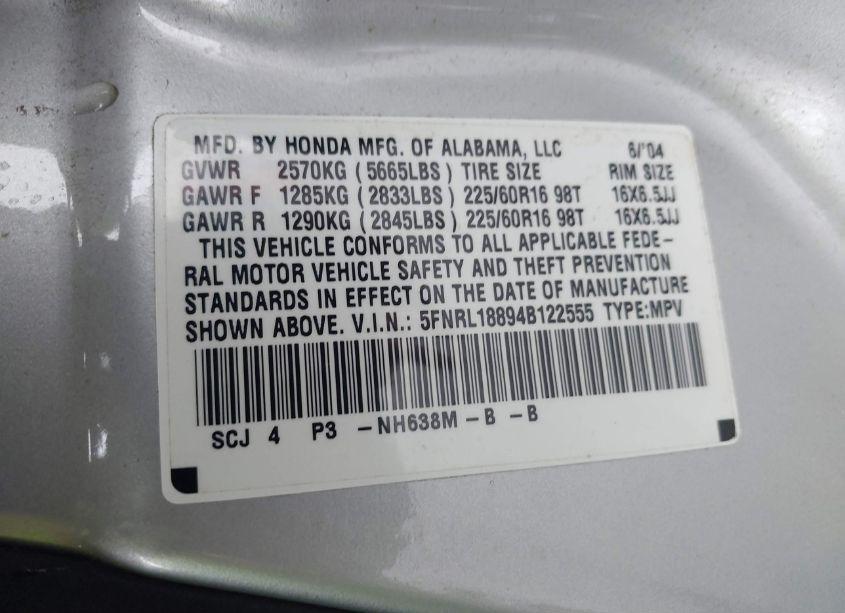 MFD. BY HONDA MFG. OF ALABAMA, LLC 6/'04
GVWR 2570KG (5665LBS) TIRE SIZE RIM SIZE
GAWR F 1285KG (2833LBS) 225/60R16 98T 16X6.5JJ
GAWR R 1290KG (2845LBS) 225/60R16 98T 16X6.5JJ
THIS VEHICLE CONFORMS TO ALL APPLICABLE FEDE-
RAL MOTOR VEHICLE SAFETY AND THEFT PREVENTION
STANDARDS IN EFFECT ON THE DATE OF MANUFACTURE
SHOWN ABOVE. V.I.N.: 5FNRL18894B122555 TYPE:MPV
SCJ 4 P3 -NH638M-B -B